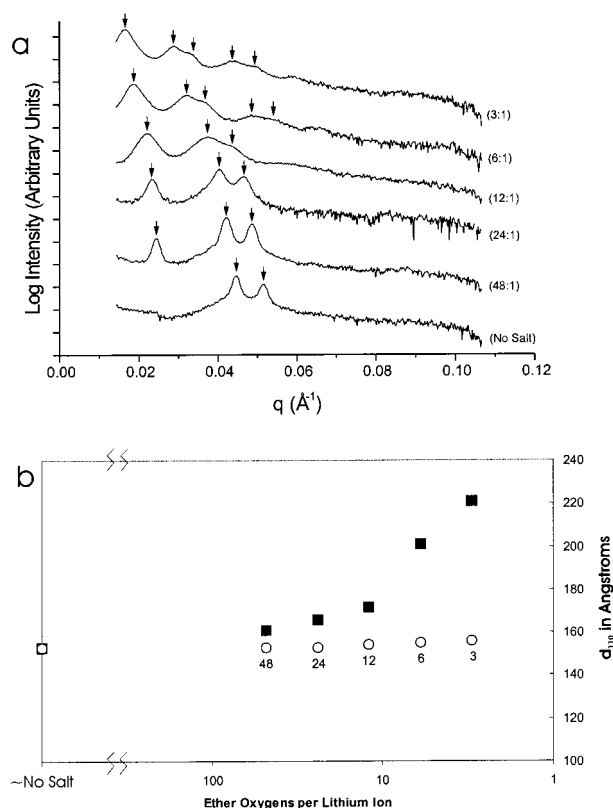 a
Log Intensity (Arbitrary Units)
(3:1)
(6:1)
(12:1)
(24:1)
(48:1)
(No Salt)
0.00 0.02 0.04 0.06 0.08 0.10 0.12
q (Å⁻¹)
b
240
220
200
180
160
140
120
100
d₁₁₀ in Angstroms
48 24 12 6 3
~No Salt 100 10 1
Ether Oxygens per Lithium Ion